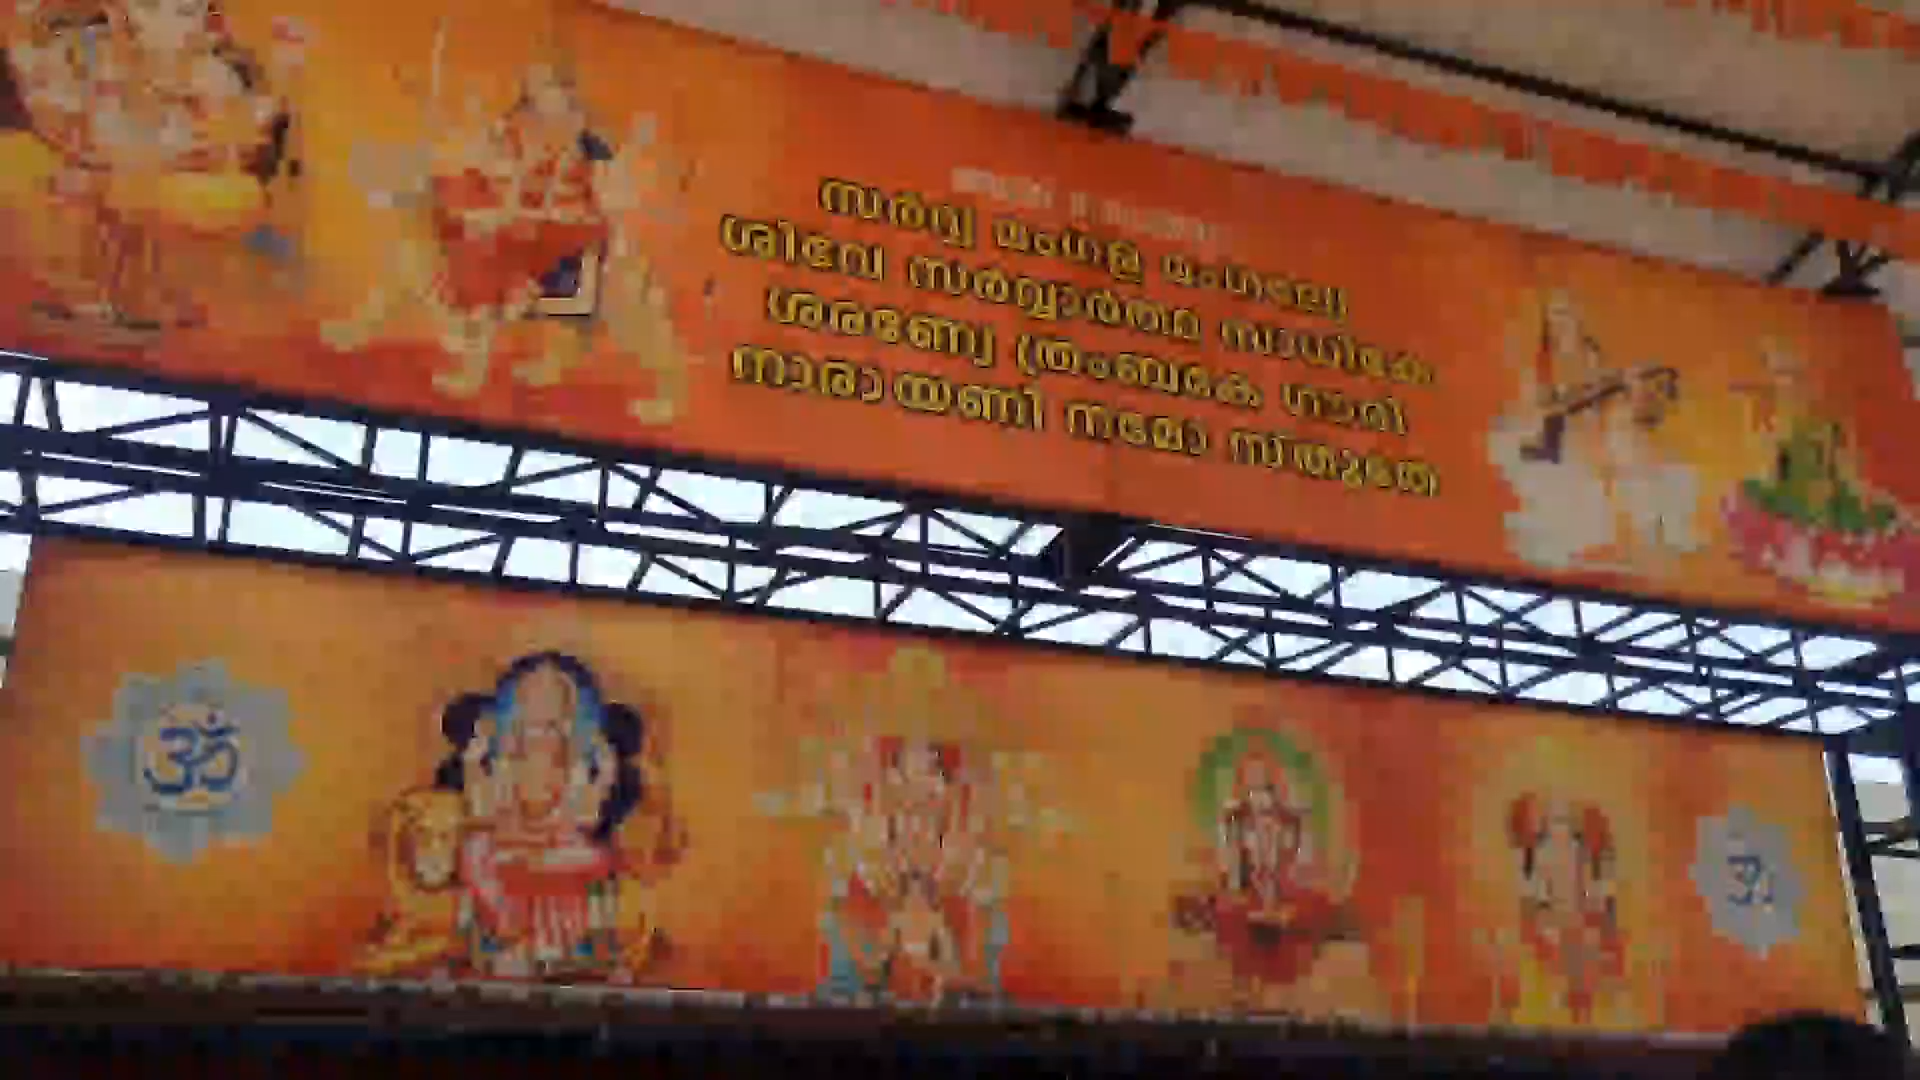 സർവ്വ മംഗള മംഗല്യേ
ശിവേ സർവ്വാർത്ഥ സാധികേ
ശരണ്യേ ത്രംബകേ ഗൗരി
നാരായണി നമോ സ്തുതേ
ॐ
ॐ